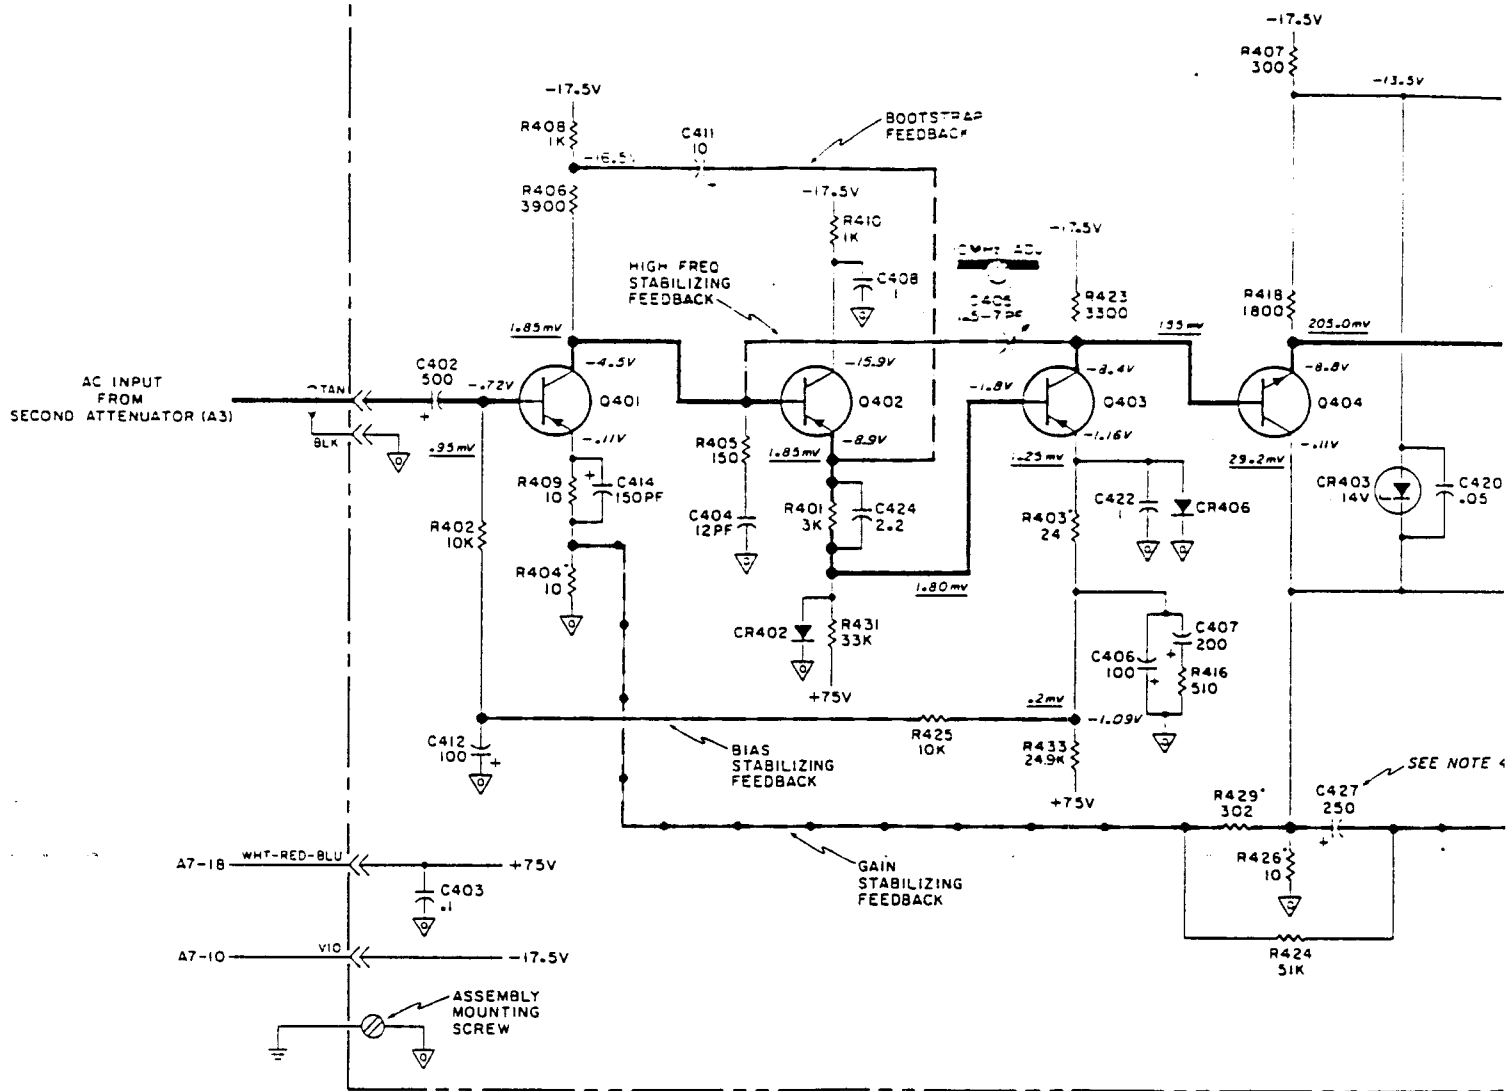 -17.5V
R407
300
-13.5V
-17.5V
R408
1K
C411
10
BOOTSTRAP
FEEDBACK
-16.5V
R406
3900
-17.5V
R410
1K
-17.5V
HIGH FREQ
STABILIZING
FEEDBACK
C408
.1
R423
3300
R418
1800
C405
1.85mv
155mv
205.0mv
-4.5V
-15.9V
-8.4V
-8.8V
AC INPUT
FROM
SECOND ATTENUATOR (A3)
TAN
C402
500
+
-.72V
Q401
Q402
-1.8V
Q403
Q404
BLK
.95mv
-.11V
R405
150
1.85mv
-8.9V
-1.16V
1.25mv
29.2mv
-.11V
R409
10
+
C414
150PF
R401
3K
C424
2.2
CR403
14V
C420
.05
R402
10K
C404
12PF
R403*
24
C422
1
CR406
R404*
10
1.80mv
CR402
R431
33K
C407
200
C406
100
+
+
R416
510
+75V
.2mv
-1.09V
C412
100
+
BIAS
STABILIZING
FEEDBACK
R425
10K
R433
24.9K
+75V
SEE NOTE 4
R429*
302
C427
250
+
R426*
10
GAIN
STABILIZING
FEEDBACK
A7-18
WHT-RED-BLU
+75V
C403
.1
R424
51K
A7-10
VIO
-17.5V
ASSEMBLY
MOUNTING
SCREW